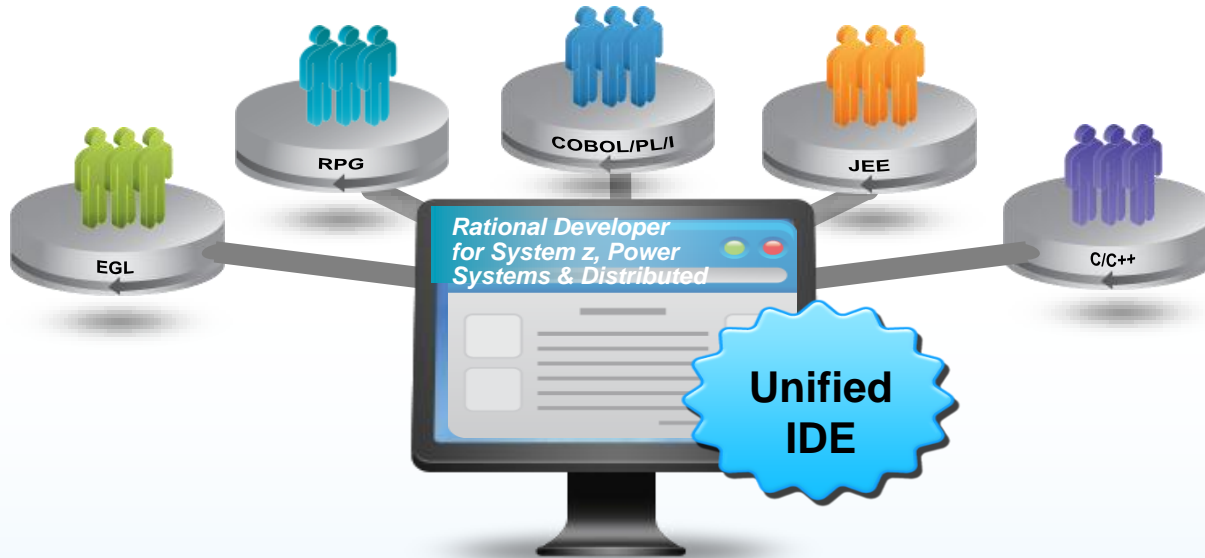 COBOL/PL/I
RPG
JEE
EGL
C/C++
Rational Developer
for System z, Power
Systems & Distributed
Unified
IDE